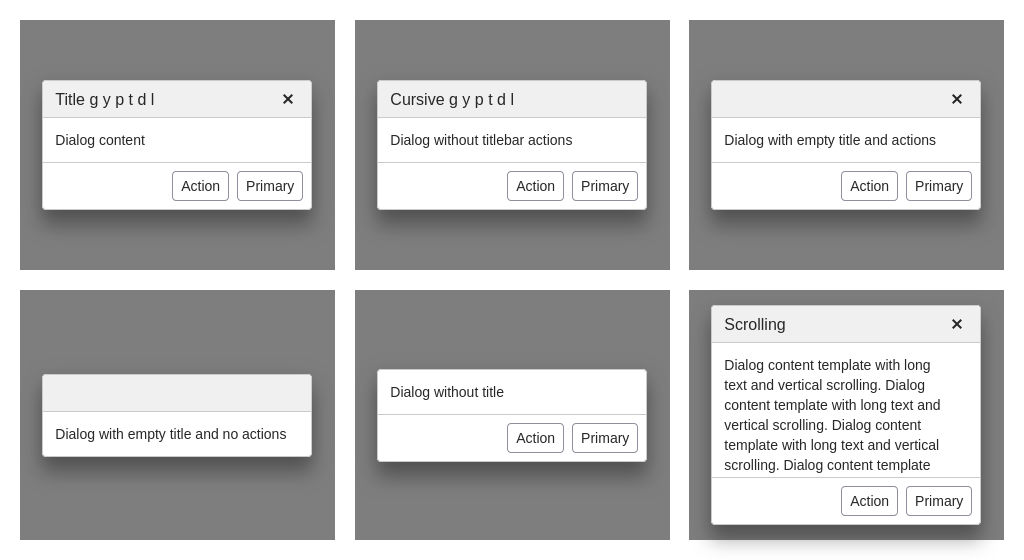 Title g y p t d l ✕
Dialog content
Action Primary
Cursive g y p t d l
Dialog without titlebar actions
Action Primary
✕
Dialog with empty title and actions
Action Primary
Dialog with empty title and no actions
Dialog without title
Action Primary
Scrolling ✕
Dialog content template with long
text and vertical scrolling. Dialog
content template with long text and
vertical scrolling. Dialog content
template with long text and vertical
scrolling. Dialog content template
Action Primary